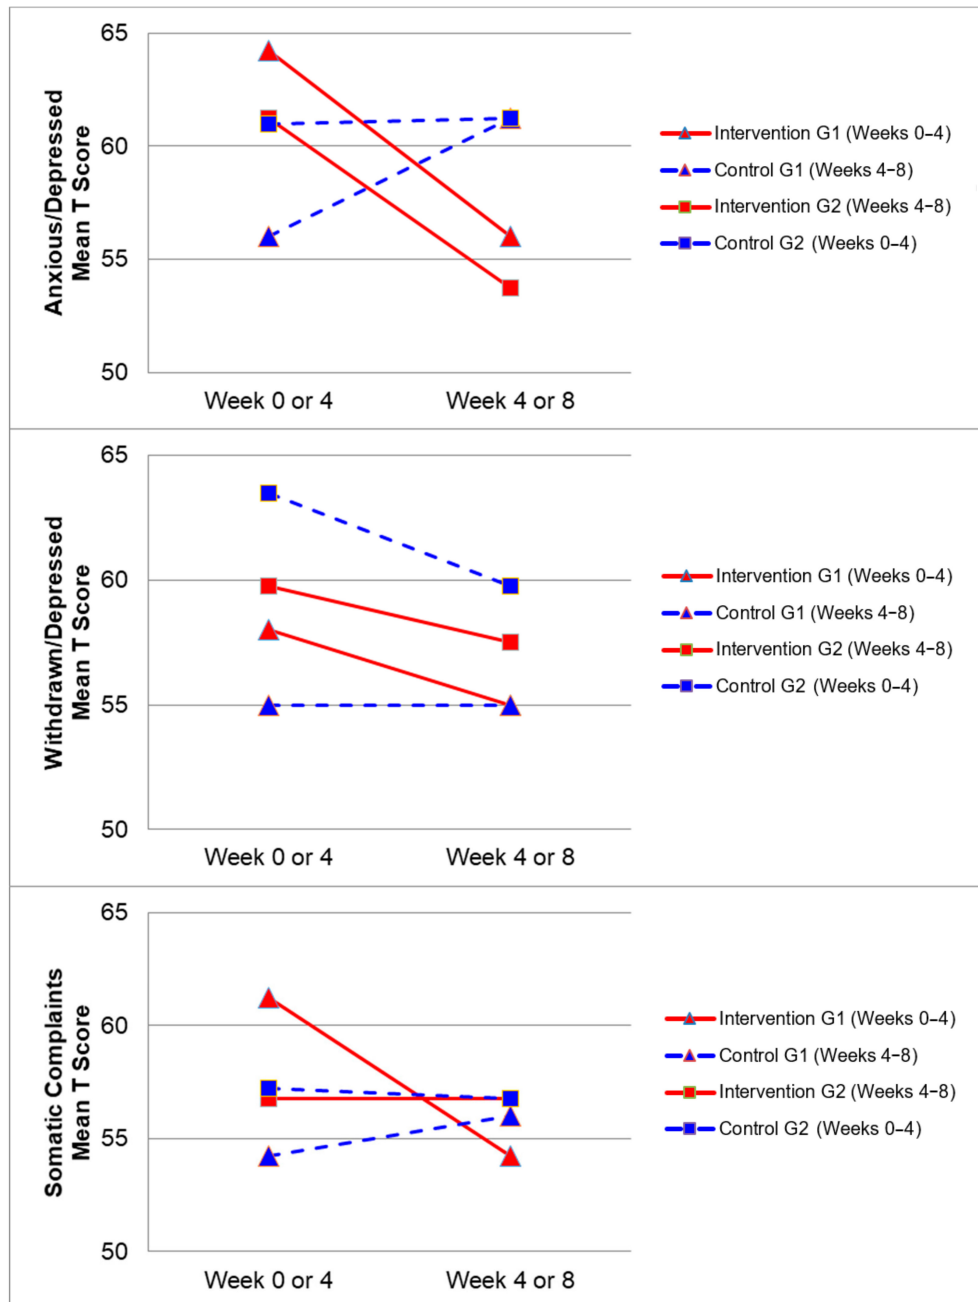 Anxious/Depressed
Mean T Score
65
60
55
50
Week 0 or 4
Week 4 or 8
Intervention G1 (Weeks 0–4)
Control G1 (Weeks 4–8)
Intervention G2 (Weeks 4–8)
Control G2 (Weeks 0–4)
Withdrawn/Depressed
Mean T Score
65
60
55
50
Week 0 or 4
Week 4 or 8
Intervention G1 (Weeks 0–4)
Control G1 (Weeks 4–8)
Intervention G2 (Weeks 4–8)
Control G2 (Weeks 0–4)
Somatic Complaints
Mean T Score
65
60
55
50
Week 0 or 4
Week 4 or 8
Intervention G1 (Weeks 0–4)
Control G1 (Weeks 4–8)
Intervention G2 (Weeks 4–8)
Control G2 (Weeks 0–4)